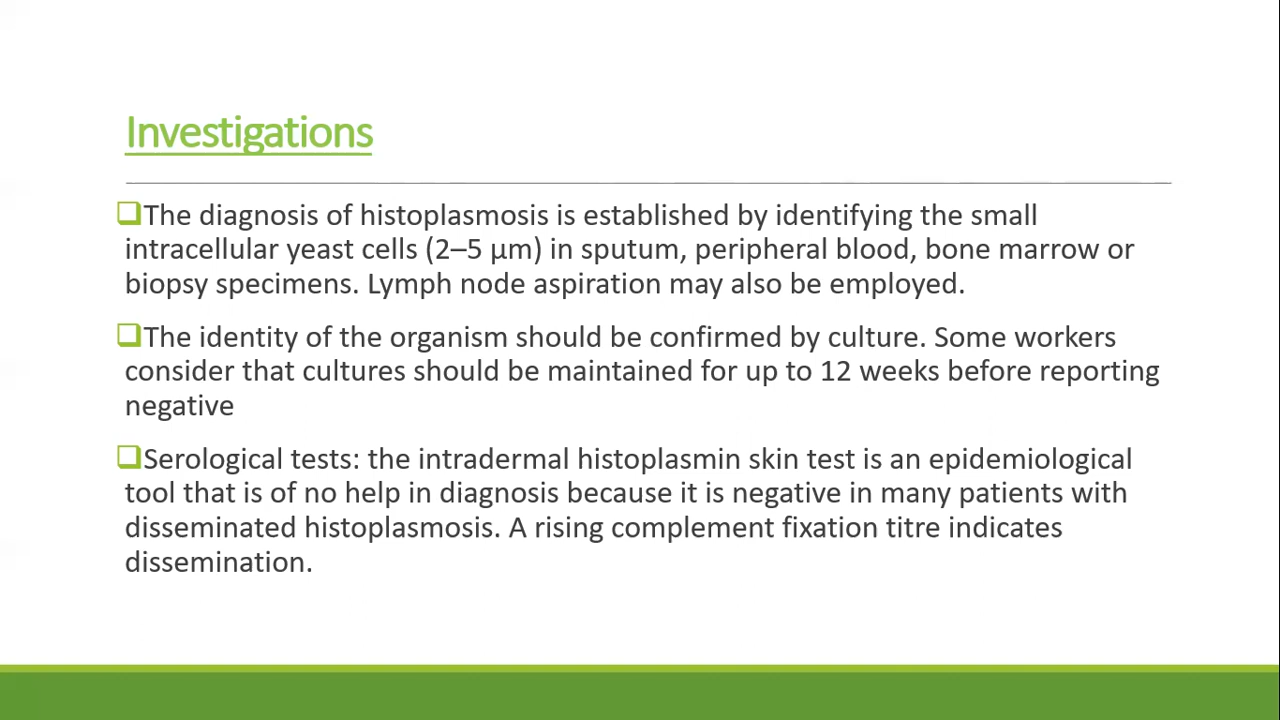 Investigations
❑The diagnosis of histoplasmosis is established by identifying the small
intracellular yeast cells (2–5 μm) in sputum, peripheral blood, bone marrow or
biopsy specimens. Lymph node aspiration may also be employed.
❑The identity of the organism should be confirmed by culture. Some workers
consider that cultures should be maintained for up to 12 weeks before reporting
negative
❑Serological tests: the intradermal histoplasmin skin test is an epidemiological
tool that is of no help in diagnosis because it is negative in many patients with
disseminated histoplasmosis. A rising complement fixation titre indicates
dissemination.